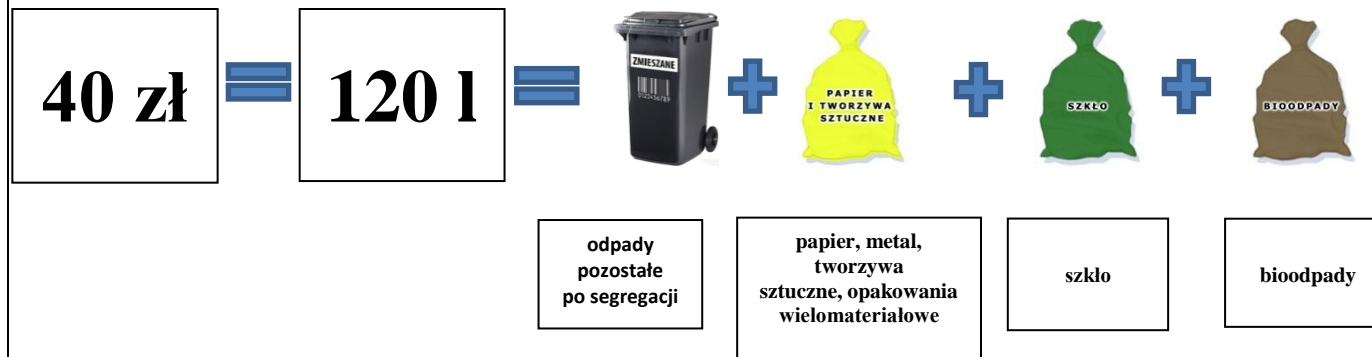 40 zł
120 l
ZMIESZANE
0123456789
PAPIER
I TWORZYWA
SZTUCZNE
SZKŁO
BIOODPADY
odpady
pozostałe
po segregacji
papier, metal,
tworzywa
sztuczne, opakowania
wielomateriałowe
szkło
bioodpady